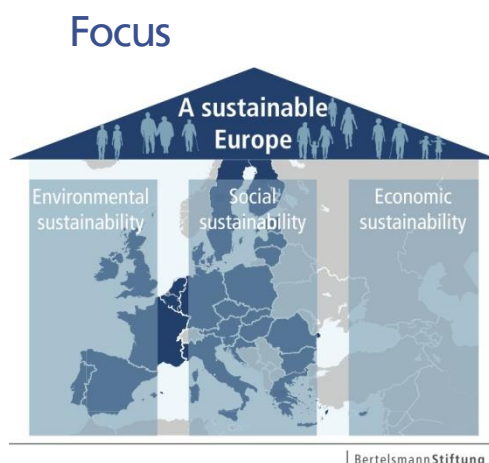 Focus
A sustainable
Europe
Environmental
sustainability
Social
sustainability
Economic
sustainability
BertelsmannStiftung